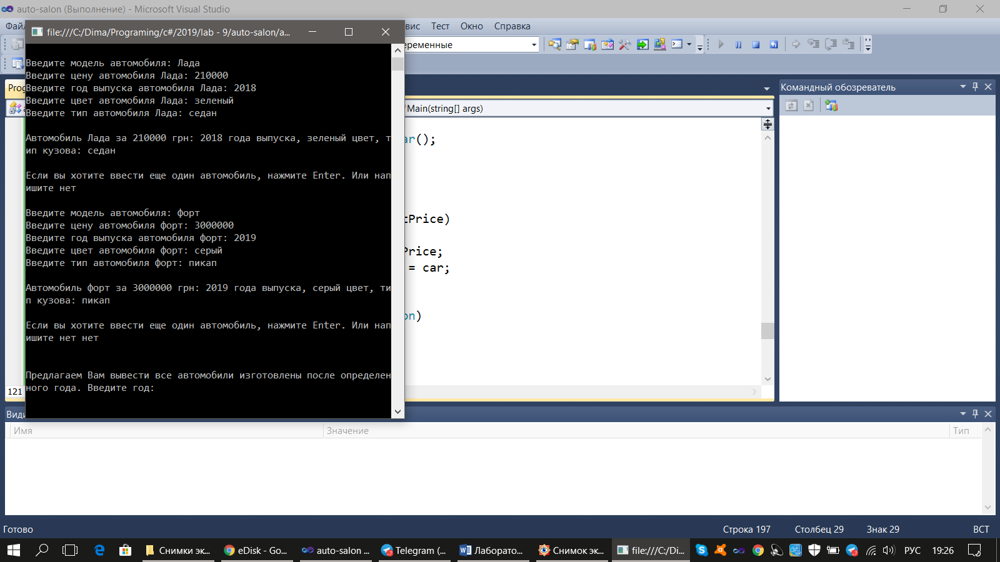 auto-salon (Выполнение) - Microsoft Visual Studio
Тест Окно Справка
file:///C:/Dima/Programing/c#/2019/lab - 9/auto-salon/a...
Введите модель автомобиля: Лада
Введите цену автомобиля Лада: 210000
Введите год выпуска автомобиля Лада: 2018
Введите цвет автомобиля Лада: зеленый
Введите тип автомобиля Лада: седан
Автомобиль Лада за 210000 грн: 2018 года выпуска, зеленый цвет, т
ип кузова: седан
Если вы хотите ввести еще один автомобиль, нажмите Enter. Или нап
ишите нет
Введите модель автомобиля: форт
Введите цену автомобиля форт: 3000000
Введите год выпуска автомобиля форт: 2019
Введите цвет автомобиля форт: серый
Введите тип автомобиля форт: пикап
Автомобиль форт за 3000000 грн: 2019 года выпуска, серый цвет, ти
п кузова: пикап
Если вы хотите ввести еще один автомобиль, нажмите Enter. Или нап
ишите нет нет
Предлагаем Вам вывести все автомобили изготовлены после определен
ного года. Введите год:
еременные
Main(string[] args)
ar();
tPrice)
Price;
= car;
on)
121
Командный обозреватель
Види
Имя Значение Тип
Готово Строка 197 Столбец 29 Знак 29 ВСТ
Снимки эк... eDisk - Go... auto-salon ... Telegram (... Лаборато... Снимок эк... file:///C:/Di... РУС 19:26